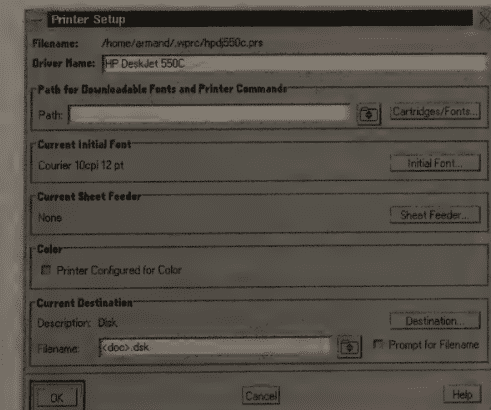 Printer Setup
Filename: /home/armand/.wprc/hpdj550c.prs
Driver Name: HP DeskJet 550C
Path for Downloadable Fonts and Printer Commands
Path: Cartridges/Fonts...
Current Initial Font
Courier 10cpi 12 pt Initial Font...
Current Sheet Feeder
None Sheet Feeder...
Color
Printer Configured for Color
Current Destination
Description: Disk Destination...
Filename: <doc>.dsk Prompt for Filename
OK Cancel Help